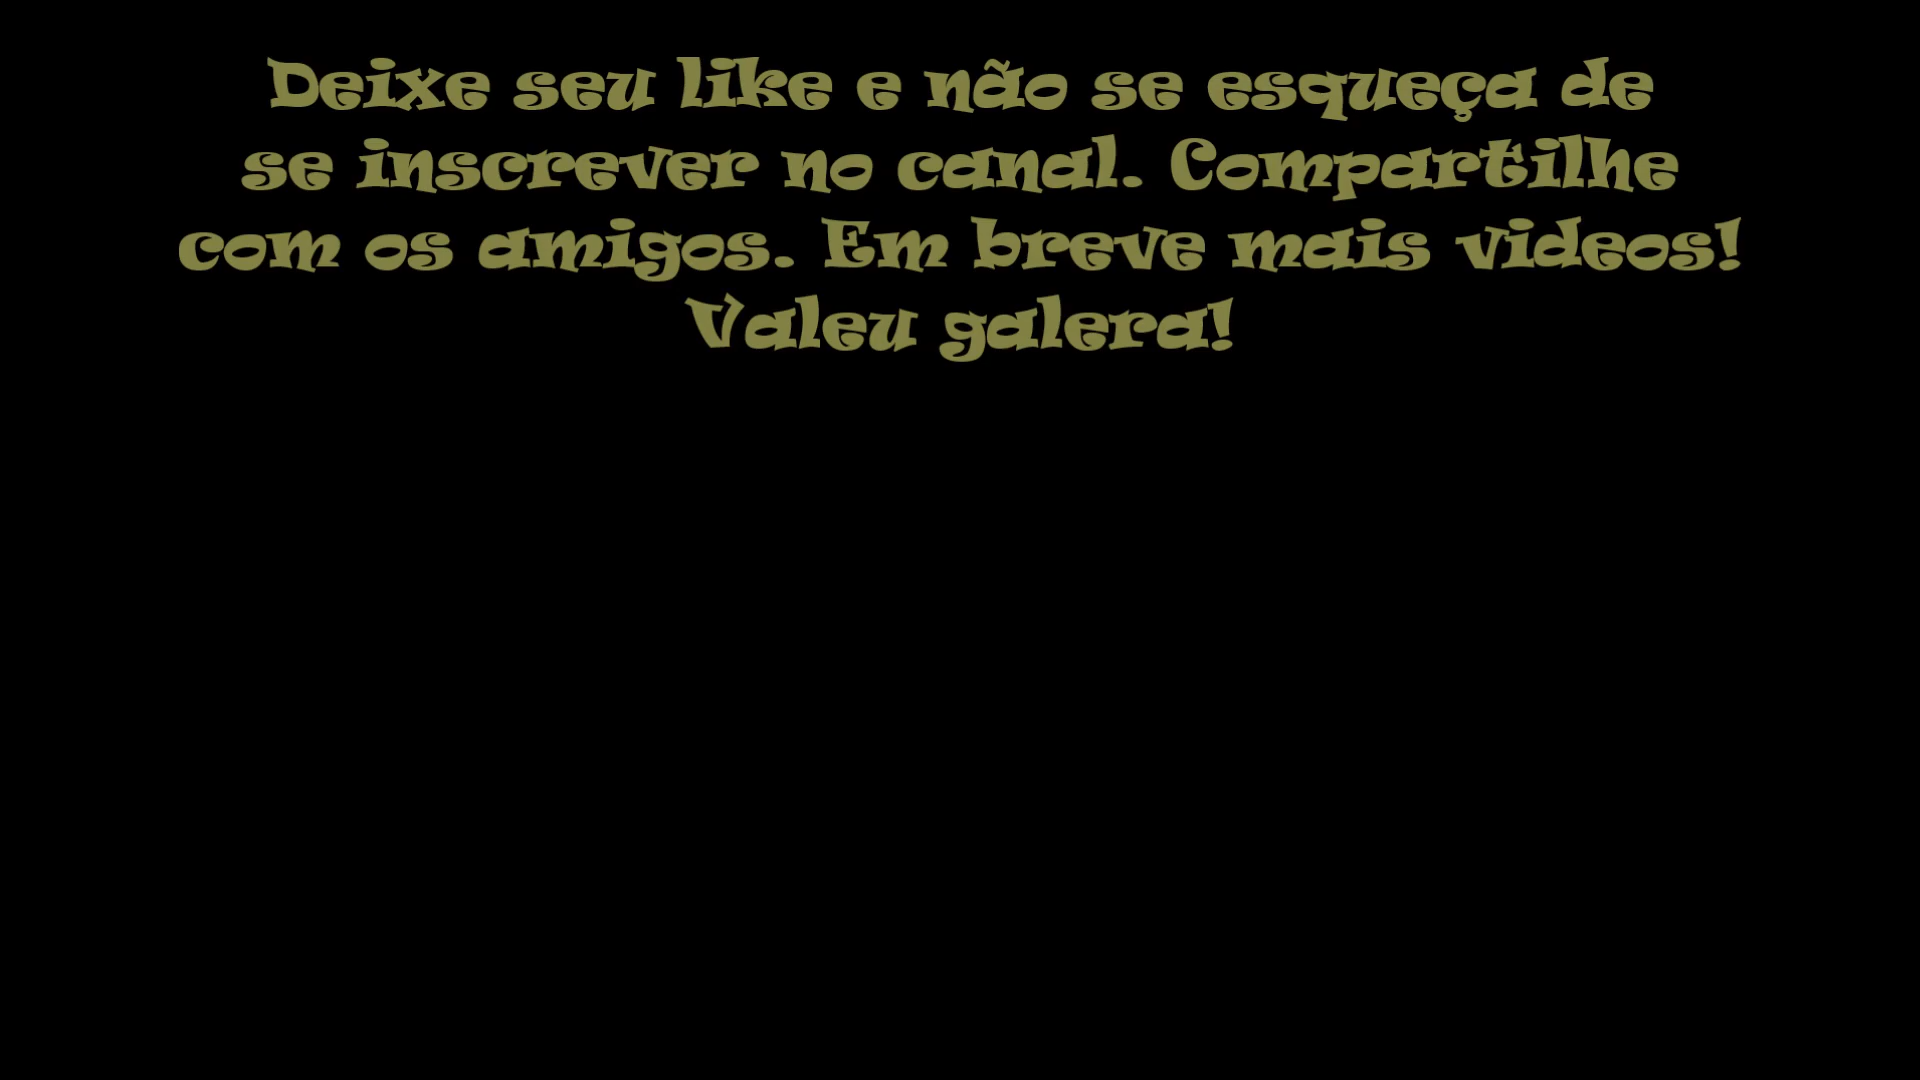 Deixe seu like e não se esqueça de
se inscrever no canal. Compartilhe
com os amigos. Em breve mais videos!
Valeu galera!